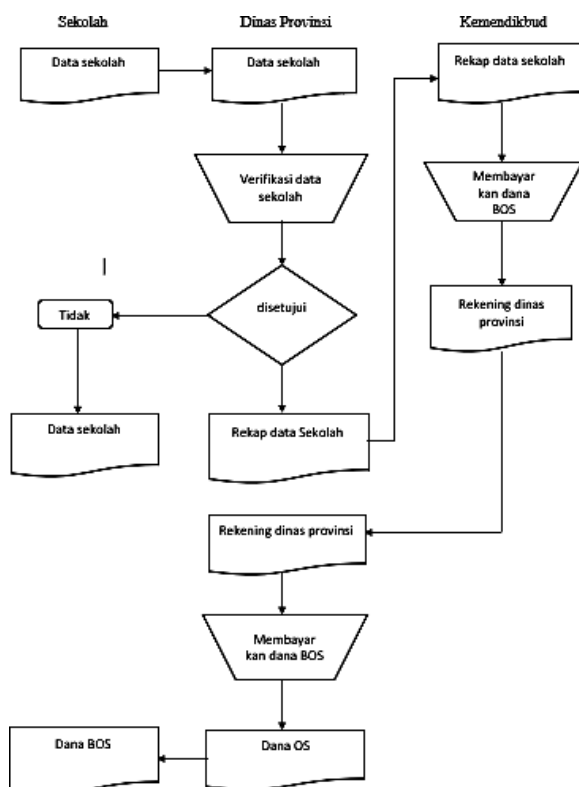 Sekolah
Dinas Provinsi
Kemendikbud
Data sekolah
Data sekolah
Rekap data sekolah
Verifikasi data
sekolah
Membayar
kan dana
BOS
Tidak
disetujui
Rekening dinas
provinsi
Data sekolah
Rekap data Sekolah
Rekening dinas provinsi
Membayar
kan dana BOS
Dana BOS
Dana OS